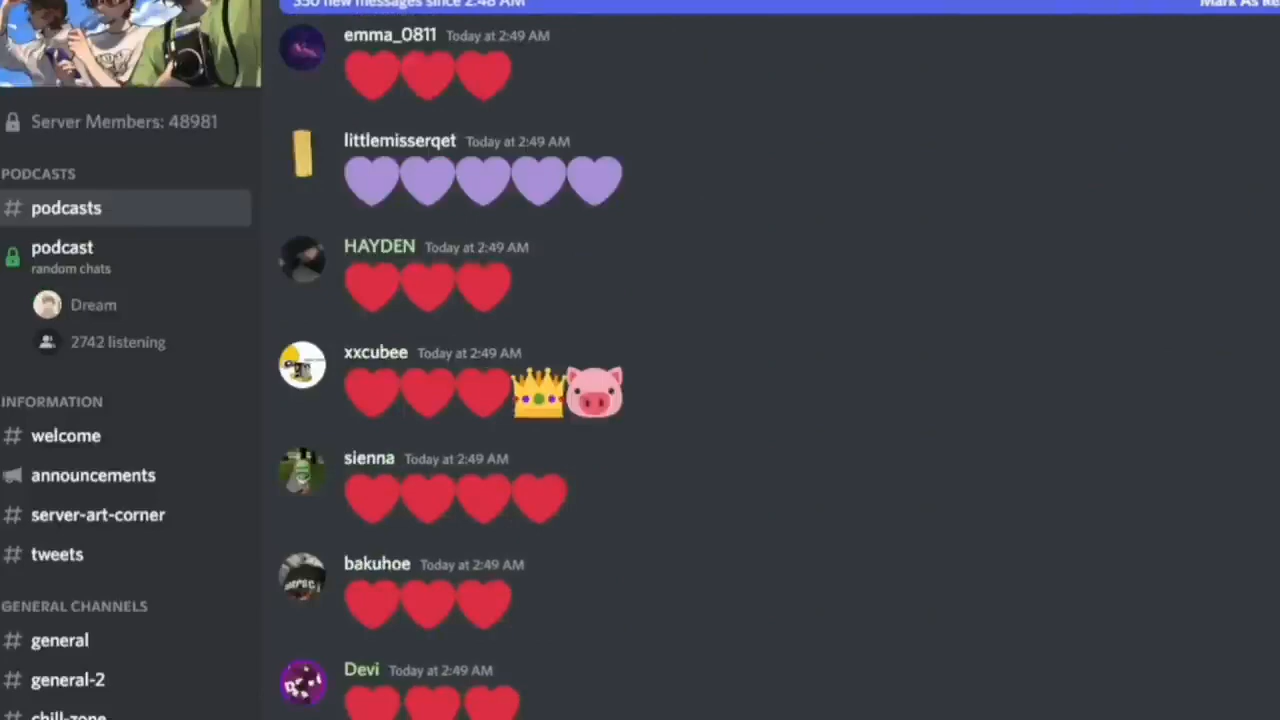 350 new messages since 2:48 AM
Mark As Re
Server Members: 48981
PODCASTS
podcasts
podcast
random chats
Dream
2742 listening
INFORMATION
welcome
announcements
server-art-corner
tweets
GENERAL CHANNELS
general
general-2
chill-zone
emma_0811 Today at 2:49 AM
littlemisserqet Today at 2:49 AM
HAYDEN Today at 2:49 AM
xxcubee Today at 2:49 AM
sienna Today at 2:49 AM
bakuhoe Today at 2:49 AM
Devi Today at 2:49 AM